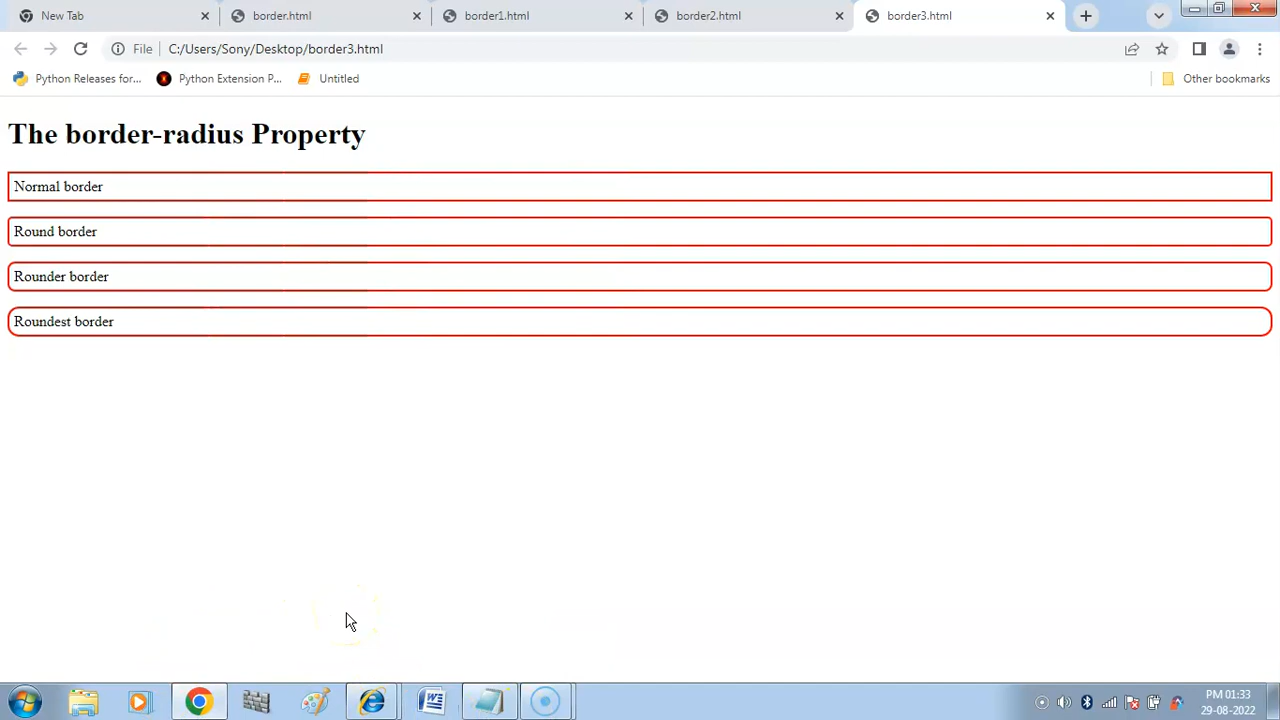 New Tab
border.html
border1.html
border2.html
border3.html
File
C:/Users/Sony/Desktop/border3.html
Python Releases for...
Python Extension P...
Untitled
Other bookmarks
The border-radius Property
Normal border
Round border
Rounder border
Roundest border
PM 01:33
29-08-2022